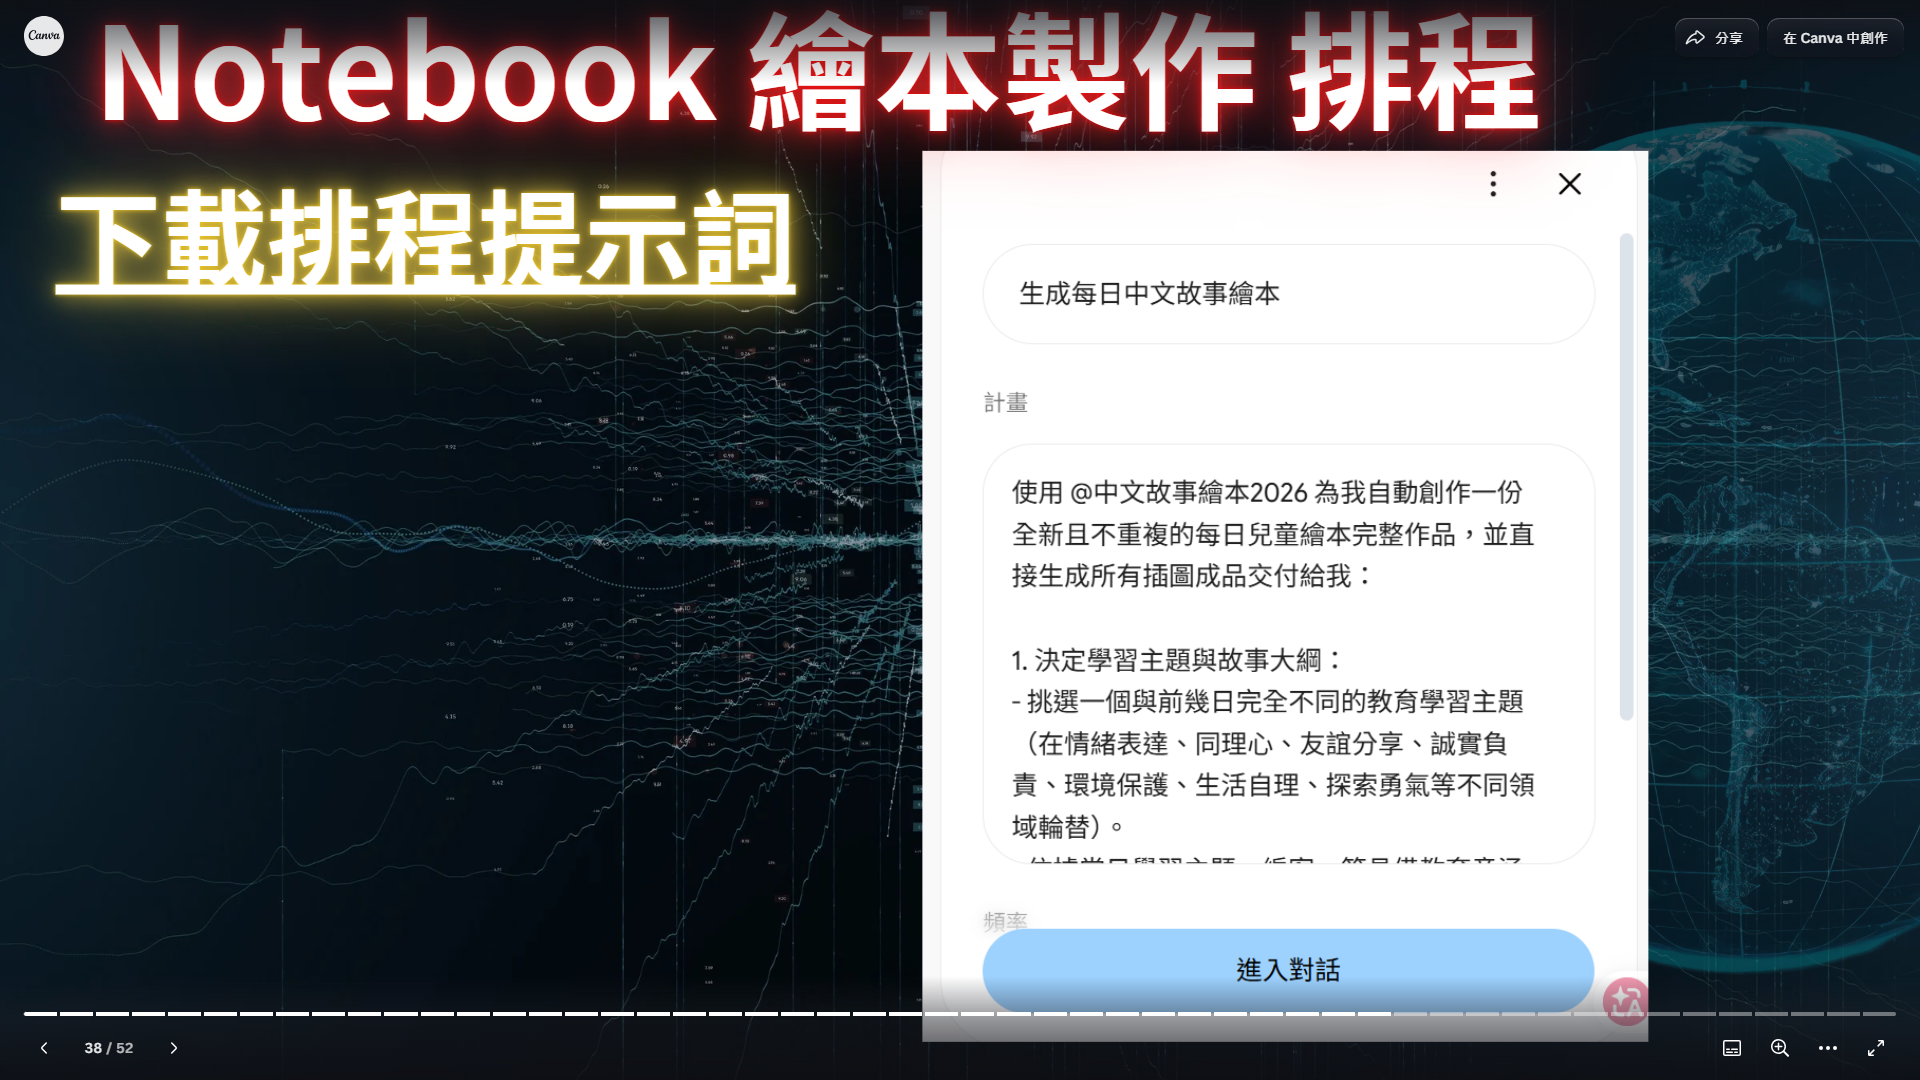 Canva
Notebook 繪本製作 排程
分享
在 Canva 中創作
下載排程提示詞
生成每日中文故事繪本
計畫
使用 @中文故事繪本2026 為我自動創作一份
全新且不重複的每日兒童繪本完整作品，並直
接生成所有插圖成品交付給我：
1. 決定學習主題與故事大綱：
- 挑選一個與前幾日完全不同的教育學習主題
（在情緒表達、同理心、友誼分享、誠實負
責、環境保護、生活自理、探索勇氣等不同領
域輪替）。
頻率
進入對話
38 / 52